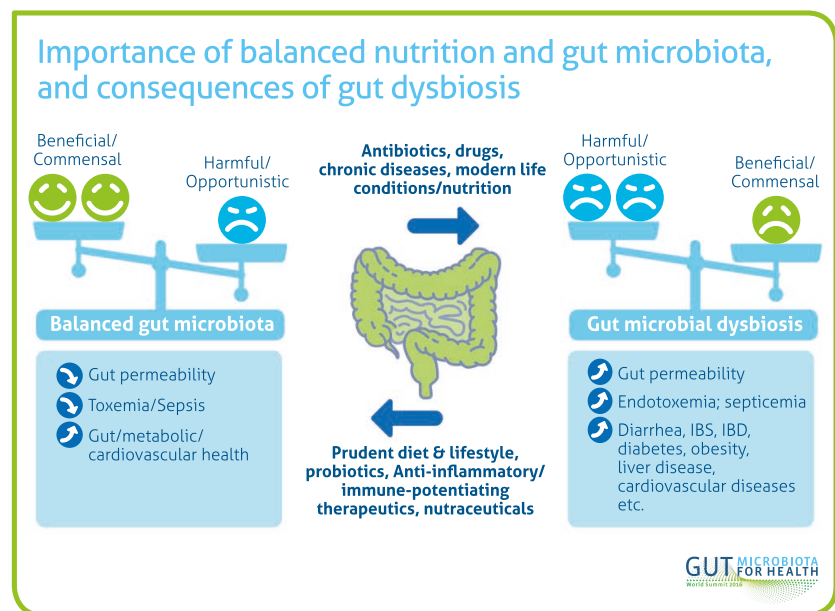 Importance of balanced nutrition and gut microbiota,
and consequences of gut dysbiosis
Beneficial/
Commensal
Harmful/
Opportunistic
Balanced gut microbiota
Gut permeability
Toxemia/Sepsis
Gut/metabolic/
cardiovascular health
Antibiotics, drugs,
chronic diseases, modern life
conditions/nutrition
Prudent diet & lifestyle,
probiotics, Anti-inflammatory/
immune-potentiating
therapeutics, nutraceuticals
Harmful/
Opportunistic
Beneficial/
Commensal
Gut microbial dysbiosis
Gut permeability
Endotoxemia; septicemia
Diarrhea, IBS, IBD,
diabetes, obesity,
liver disease,
cardiovascular diseases
etc.
GUT MICROBIOTA
FOR HEALTH
World Summit 2016